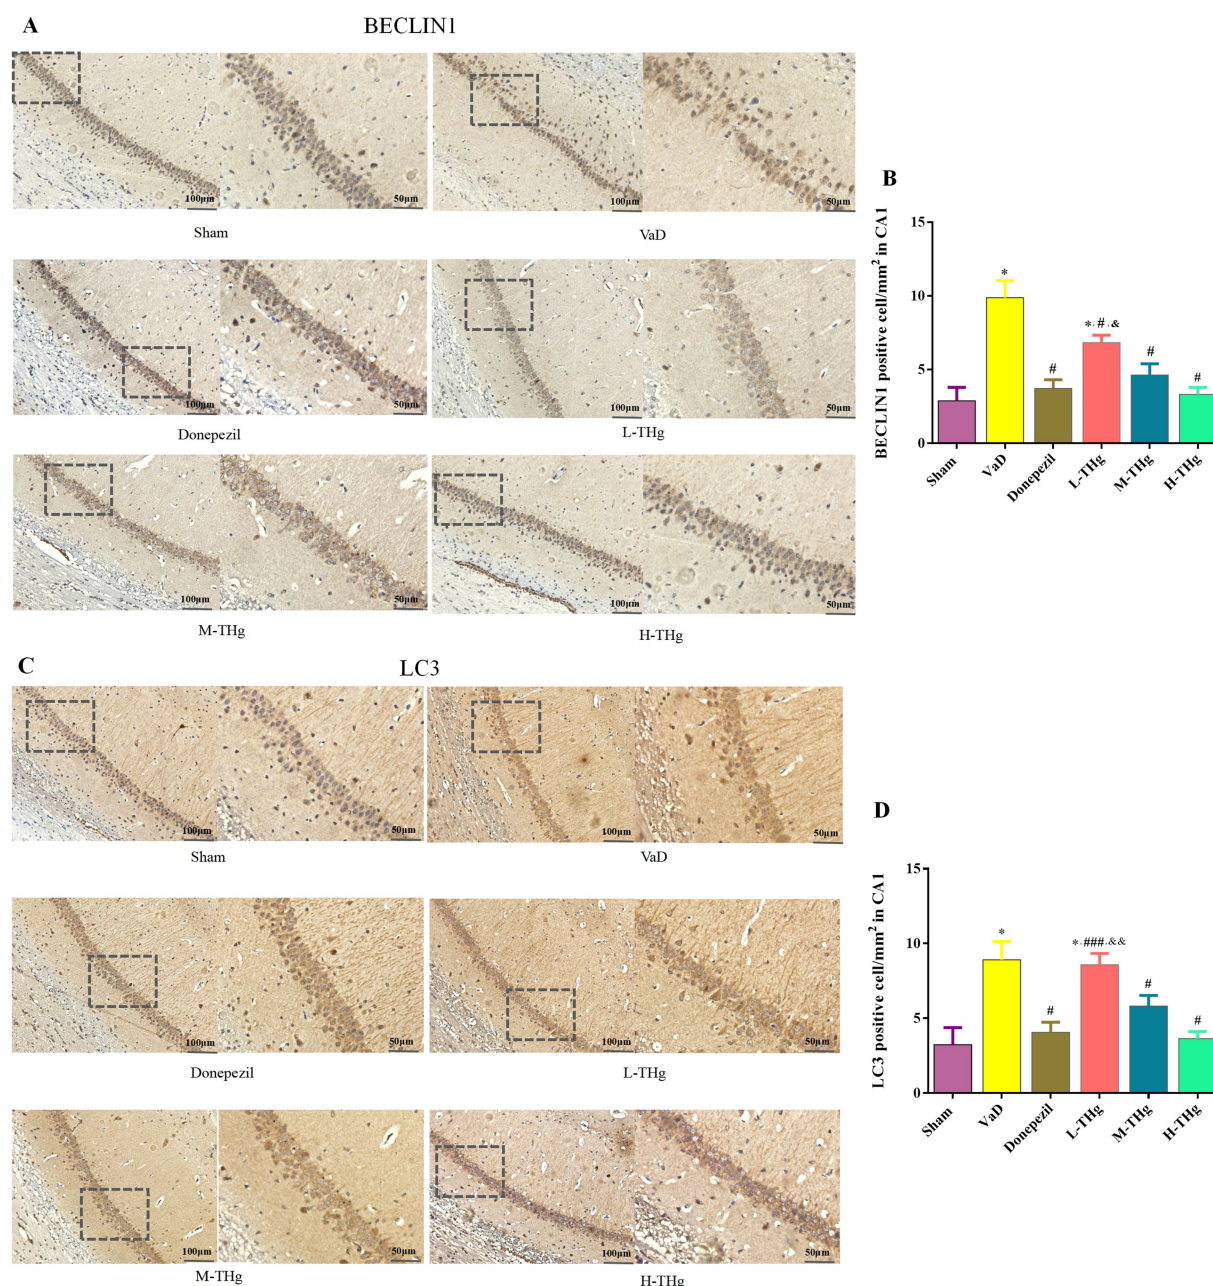 A
BECLIN1
100μm 50μm 100μm 50μm
Sham VaD
100μm 50μm 100μm 50μm
Donepezil L-THg
100μm 50μm 100μm 50μm
M-THg H-THg
B
BECLIN1 positive cell/mm² in CA1
15
10
5
0
* * # & # # #
Sham VaD Donepezil L-THg M-THg H-THg
C
LC3
100μm 50μm 100μm 50μm
Sham VaD
100μm 50μm 100μm 50μm
Donepezil L-THg
100μm 50μm 100μm 50μm
M-THg H-THg
D
LC3 positive cell/mm² in CA1
15
10
5
0
* # *,###,&& # #
Sham VaD Donepezil L-THg M-THg H-THg